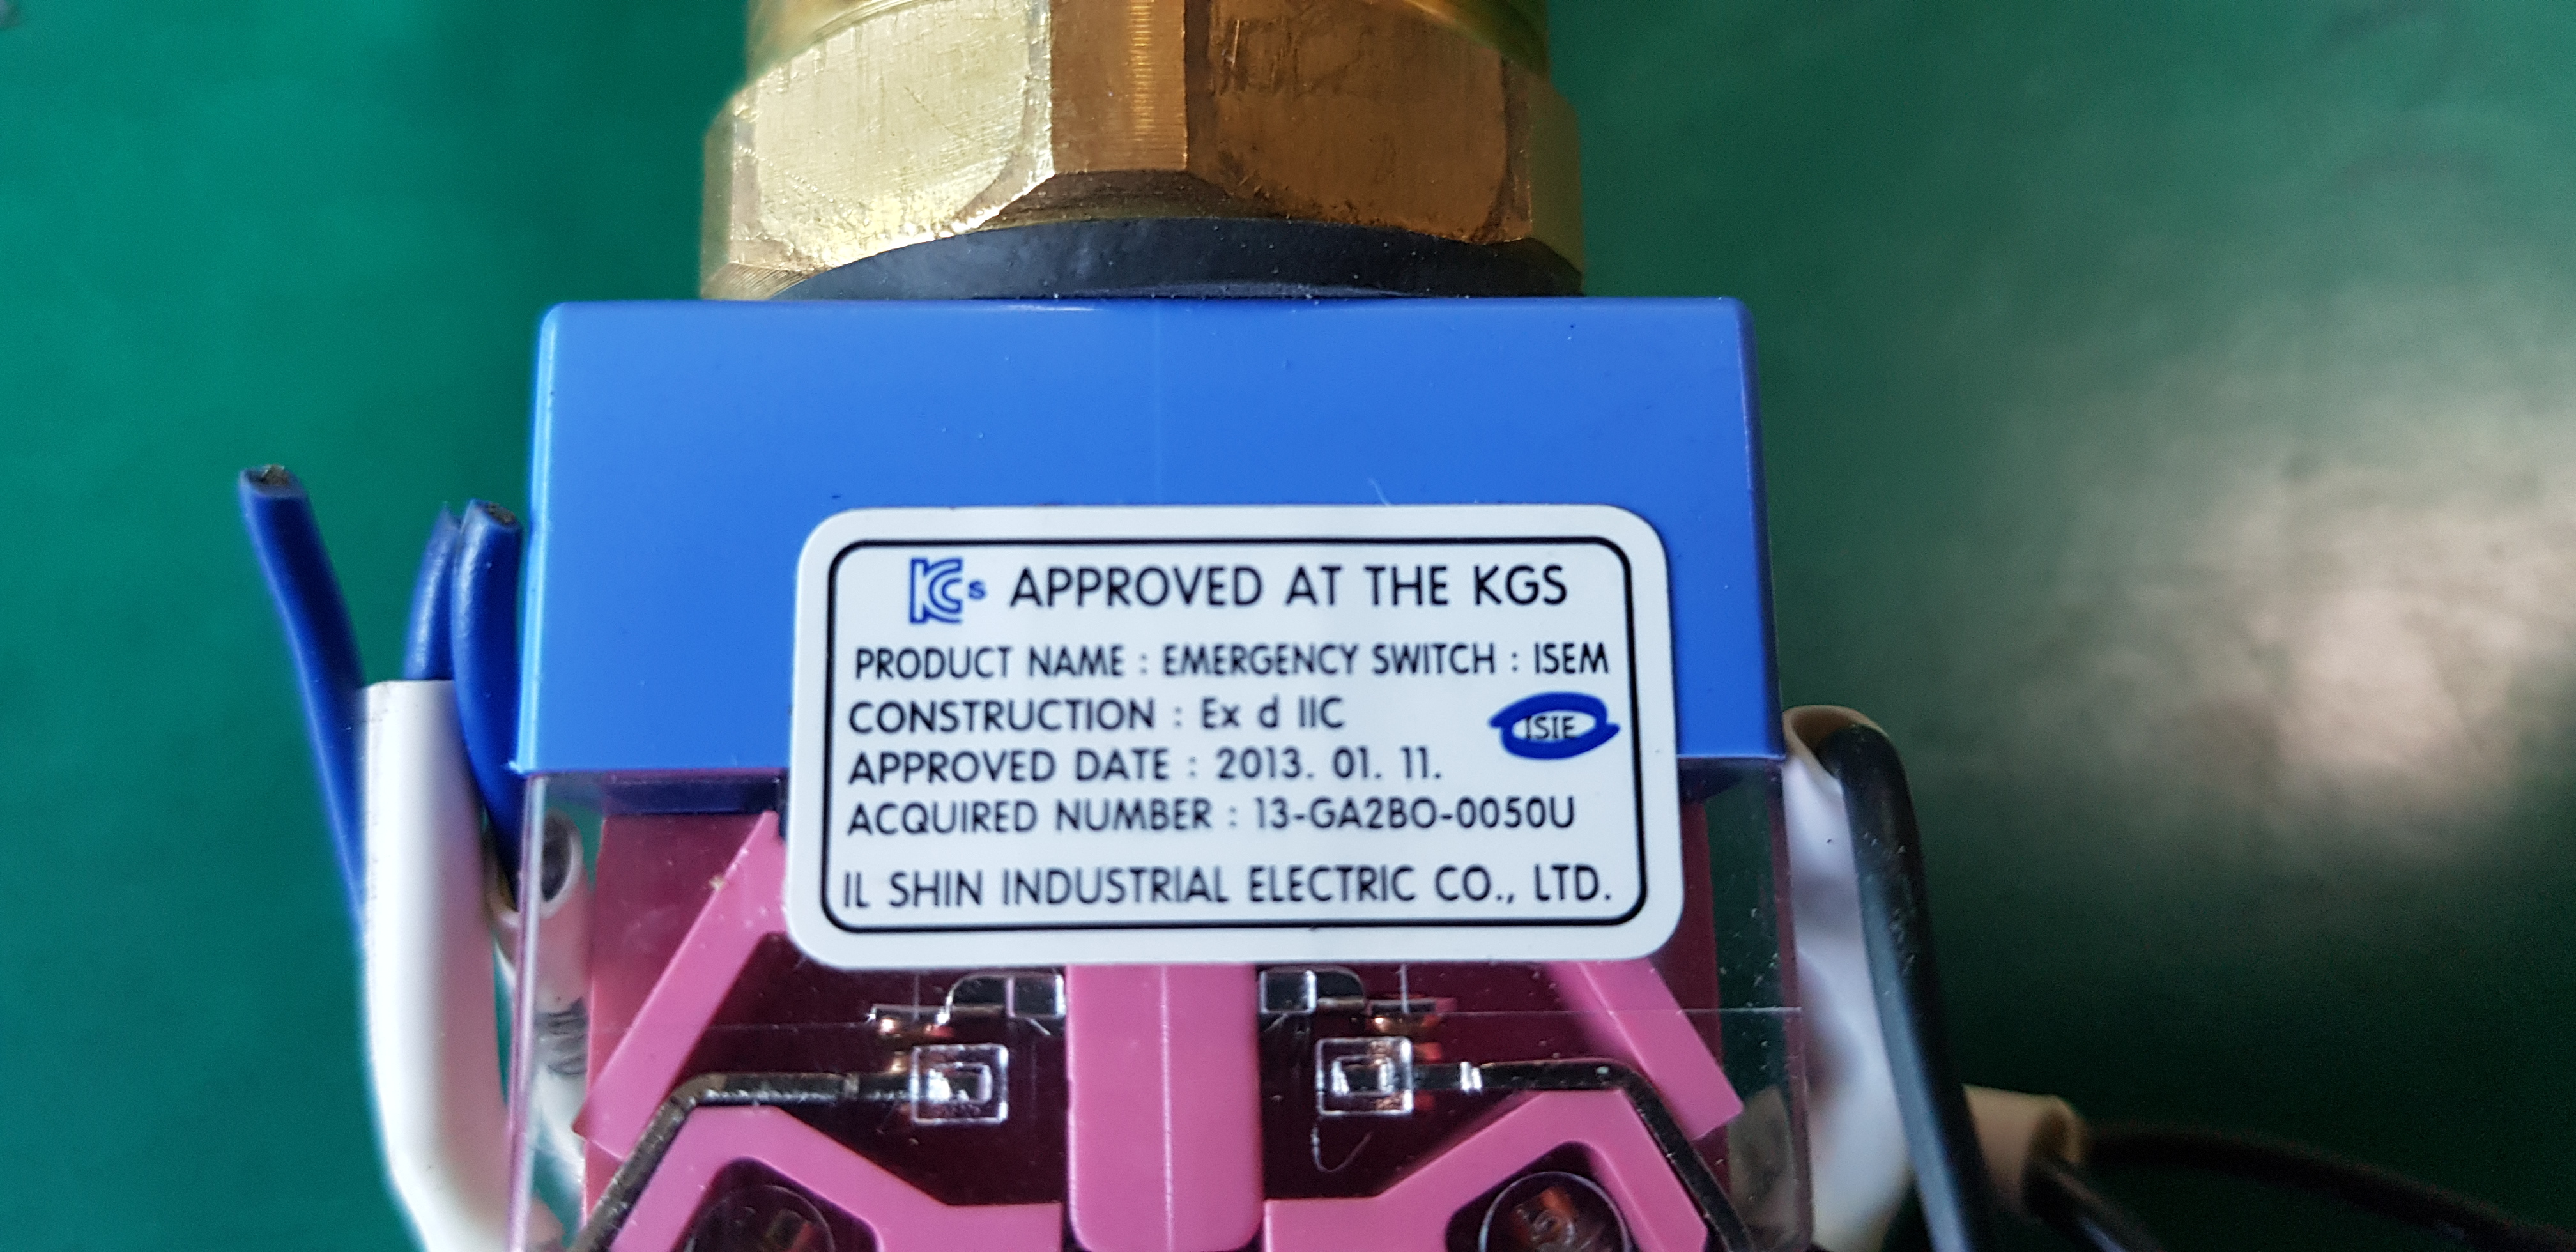 KCs APPROVED AT THE KGS
PRODUCT NAME : EMERGENCY SWITCH : ISEM
CONSTRUCTION : Ex d IIC
ISIE
APPROVED DATE : 2013. 01. 11.
ACQUIRED NUMBER : 13-GA2BO-0050U
IL SHIN INDUSTRIAL ELECTRIC CO., LTD.